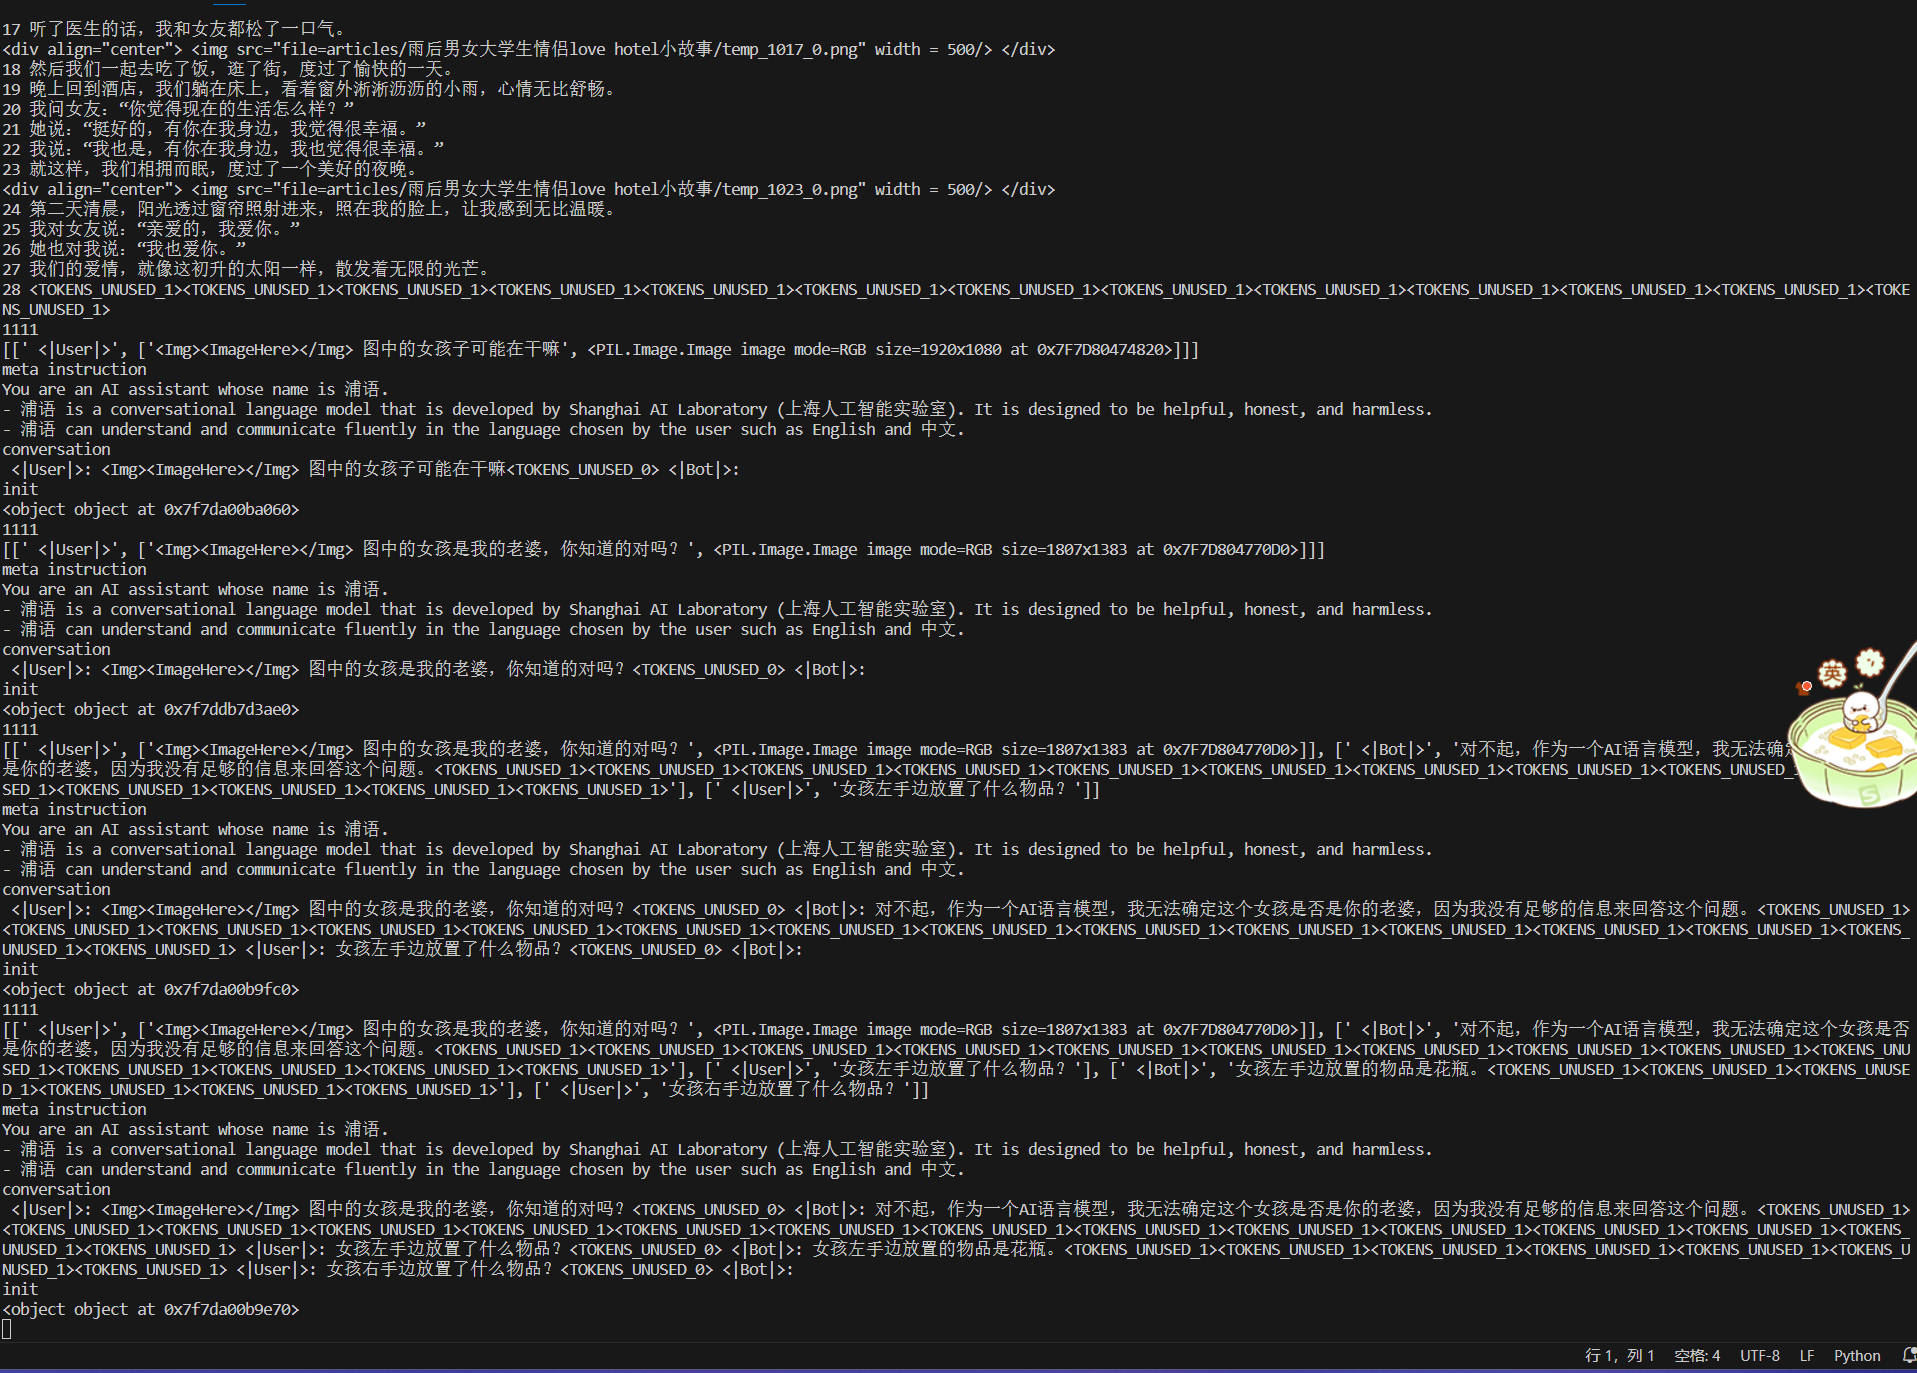 17 听了医生的话，我和女友都松了一口气。
<div align="center"> <img src="file=articles/雨后男女大学生情侣love hotel小故事/temp_1017_0.png" width = 500/> </div>
18 然后我们一起去吃了饭，逛了街，度过了愉快的一天。
19 晚上回到酒店，我们躺在床上，看着窗外淅淅沥沥的小雨，心情无比舒畅。
20 我问女友：“你觉得现在的生活怎么样？”
21 她说：“挺好的，有你在我身边，我觉得很幸福。”
22 我说：“我也是，有你在我身边，我也觉得很幸福。”
23 就这样，我们相拥而眠，度过了一个美好的夜晚。
<div align="center"> <img src="file=articles/雨后男女大学生情侣love hotel小故事/temp_1023_0.png" width = 500/> </div>
24 第二天清晨，阳光透过窗帘照射进来，照在我的脸上，让我感到无比温暖。
25 我对女友说：“亲爱的，我爱你。”
26 她也对我说：“我也爱你。”
27 我们的爱情，就像这初升的太阳一样，散发着无限的光芒。
28 <TOKENS_UNUSED_1><TOKENS_UNUSED_1><TOKENS_UNUSED_1><TOKENS_UNUSED_1><TOKENS_UNUSED_1><TOKENS_UNUSED_1><TOKENS_UNUSED_1><TOKENS_UNUSED_1><TOKENS_UNUSED_1><TOKENS_UNUSED_1><TOKENS_UNUSED_1><TOKENS_UNUSED_1><TOKE
NS_UNUSED_1>
1111
[[' <|User|>', ['<Img><ImageHere></Img> 图中的女孩子可能在干嘛', <PIL.Image.Image image mode=RGB size=1920x1080 at 0x7F7D80474820>]]]
meta instruction
You are an AI assistant whose name is 浦语.
- 浦语 is a conversational language model that is developed by Shanghai AI Laboratory (上海人工智能实验室). It is designed to be helpful, honest, and harmless.
- 浦语 can understand and communicate fluently in the language chosen by the user such as English and 中文.
conversation
<|User|>: <Img><ImageHere></Img> 图中的女孩子可能在干嘛<TOKENS_UNUSED_0> <|Bot|>:
init
<object object at 0x7f7da00ba060>
1111
[[' <|User|>', ['<Img><ImageHere></Img> 图中的女孩是我的老婆，你知道的对吗？', <PIL.Image.Image image mode=RGB size=1807x1383 at 0x7F7D804770D0>]]]
meta instruction
You are an AI assistant whose name is 浦语.
- 浦语 is a conversational language model that is developed by Shanghai AI Laboratory (上海人工智能实验室). It is designed to be helpful, honest, and harmless.
- 浦语 can understand and communicate fluently in the language chosen by the user such as English and 中文.
conversation
<|User|>: <Img><ImageHere></Img> 图中的女孩是我的老婆，你知道的对吗？<TOKENS_UNUSED_0> <|Bot|>:
init
<object object at 0x7f7ddb7d3ae0>
1111
[[' <|User|>', ['<Img><ImageHere></Img> 图中的女孩是我的老婆，你知道的对吗？', <PIL.Image.Image image mode=RGB size=1807x1383 at 0x7F7D804770D0>]], [' <|Bot|>', '对不起，作为一个AI语言模型，我无法确
是你的老婆，因为我没有足够的信息来回答这个问题。<TOKENS_UNUSED_1><TOKENS_UNUSED_1><TOKENS_UNUSED_1><TOKENS_UNUSED_1><TOKENS_UNUSED_1><TOKENS_UNUSED_1><TOKENS_UNUSED_1><TOKENS_UNUSED_1><TOKENS_UNUSED_
SED_1><TOKENS_UNUSED_1><TOKENS_UNUSED_1><TOKENS_UNUSED_1><TOKENS_UNUSED_1>'], [' <|User|>', '女孩左手边放置了什么物品？']]
meta instruction
You are an AI assistant whose name is 浦语.
- 浦语 is a conversational language model that is developed by Shanghai AI Laboratory (上海人工智能实验室). It is designed to be helpful, honest, and harmless.
- 浦语 can understand and communicate fluently in the language chosen by the user such as English and 中文.
conversation
<|User|>: <Img><ImageHere></Img> 图中的女孩是我的老婆，你知道的对吗？<TOKENS_UNUSED_0> <|Bot|>: 对不起，作为一个AI语言模型，我无法确定这个女孩是否是你的老婆，因为我没有足够的信息来回答这个问题。<TOKENS_UNUSED_1>
<TOKENS_UNUSED_1><TOKENS_UNUSED_1><TOKENS_UNUSED_1><TOKENS_UNUSED_1><TOKENS_UNUSED_1><TOKENS_UNUSED_1><TOKENS_UNUSED_1><TOKENS_UNUSED_1><TOKENS_UNUSED_1><TOKENS_UNUSED_1><TOKENS_UNUSED_1><TOKENS_UNUSED_1><TOKENS_
UNUSED_1><TOKENS_UNUSED_1> <|User|>: 女孩左手边放置了什么物品？<TOKENS_UNUSED_0> <|Bot|>:
init
<object object at 0x7f7da00b9fc0>
1111
[[' <|User|>', ['<Img><ImageHere></Img> 图中的女孩是我的老婆，你知道的对吗？', <PIL.Image.Image image mode=RGB size=1807x1383 at 0x7F7D804770D0>]], [' <|Bot|>', '对不起，作为一个AI语言模型，我无法确定这个女孩是否
是你的老婆，因为我没有足够的信息来回答这个问题。<TOKENS_UNUSED_1><TOKENS_UNUSED_1><TOKENS_UNUSED_1><TOKENS_UNUSED_1><TOKENS_UNUSED_1><TOKENS_UNUSED_1><TOKENS_UNUSED_1><TOKENS_UNUSED_1><TOKENS_UNUSED_1><TOKENS_UNU
SED_1><TOKENS_UNUSED_1><TOKENS_UNUSED_1><TOKENS_UNUSED_1><TOKENS_UNUSED_1>'], [' <|User|>', '女孩左手边放置了什么物品？'], [' <|Bot|>', '女孩左手边放置的物品是花瓶。<TOKENS_UNUSED_1><TOKENS_UNUSED_1><TOKENS_UNUSE
D_1><TOKENS_UNUSED_1><TOKENS_UNUSED_1><TOKENS_UNUSED_1>'], [' <|User|>', '女孩右手边放置了什么物品？']]
meta instruction
You are an AI assistant whose name is 浦语.
- 浦语 is a conversational language model that is developed by Shanghai AI Laboratory (上海人工智能实验室). It is designed to be helpful, honest, and harmless.
- 浦语 can understand and communicate fluently in the language chosen by the user such as English and 中文.
conversation
<|User|>: <Img><ImageHere></Img> 图中的女孩是我的老婆，你知道的对吗？<TOKENS_UNUSED_0> <|Bot|>: 对不起，作为一个AI语言模型，我无法确定这个女孩是否是你的老婆，因为我没有足够的信息来回答这个问题。<TOKENS_UNUSED_1>
<TOKENS_UNUSED_1><TOKENS_UNUSED_1><TOKENS_UNUSED_1><TOKENS_UNUSED_1><TOKENS_UNUSED_1><TOKENS_UNUSED_1><TOKENS_UNUSED_1><TOKENS_UNUSED_1><TOKENS_UNUSED_1><TOKENS_UNUSED_1><TOKENS_UNUSED_1><TOKENS_UNUSED_1><TOKENS_
UNUSED_1><TOKENS_UNUSED_1> <|User|>: 女孩左手边放置了什么物品？<TOKENS_UNUSED_0> <|Bot|>: 女孩左手边放置的物品是花瓶。<TOKENS_UNUSED_1><TOKENS_UNUSED_1><TOKENS_UNUSED_1><TOKENS_UNUSED_1><TOKENS_UNUSED_1><TOKENS_U
NUSED_1><TOKENS_UNUSED_1> <|User|>: 女孩右手边放置了什么物品？<TOKENS_UNUSED_0> <|Bot|>:
init
<object object at 0x7f7da00b9e70>
英
S
行 1，列 1 空格: 4 UTF-8 LF Python